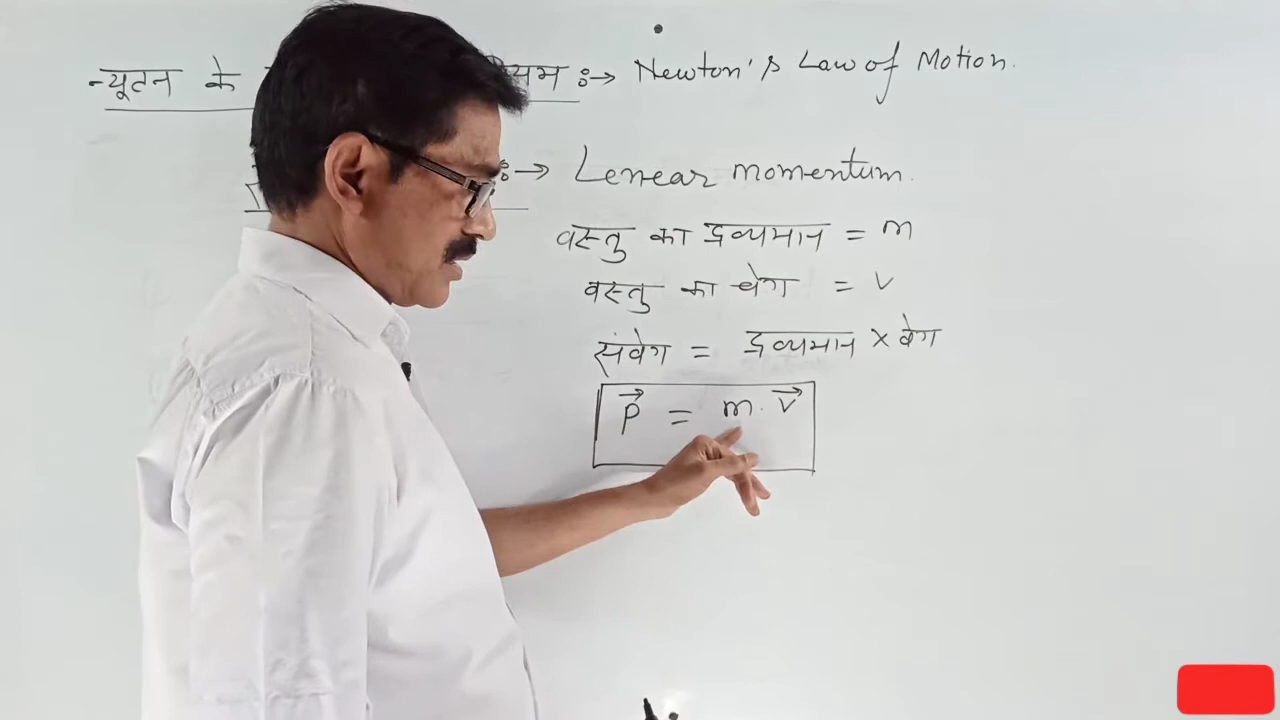 न्यूटन के :→ Newton's Law of Motion.
:→ Lenear momentum.
वस्तु का द्रव्यमान = m
वस्तु का वेग = v
संवेग = द्रव्यमान × वेग
P⃗ = m. v⃗